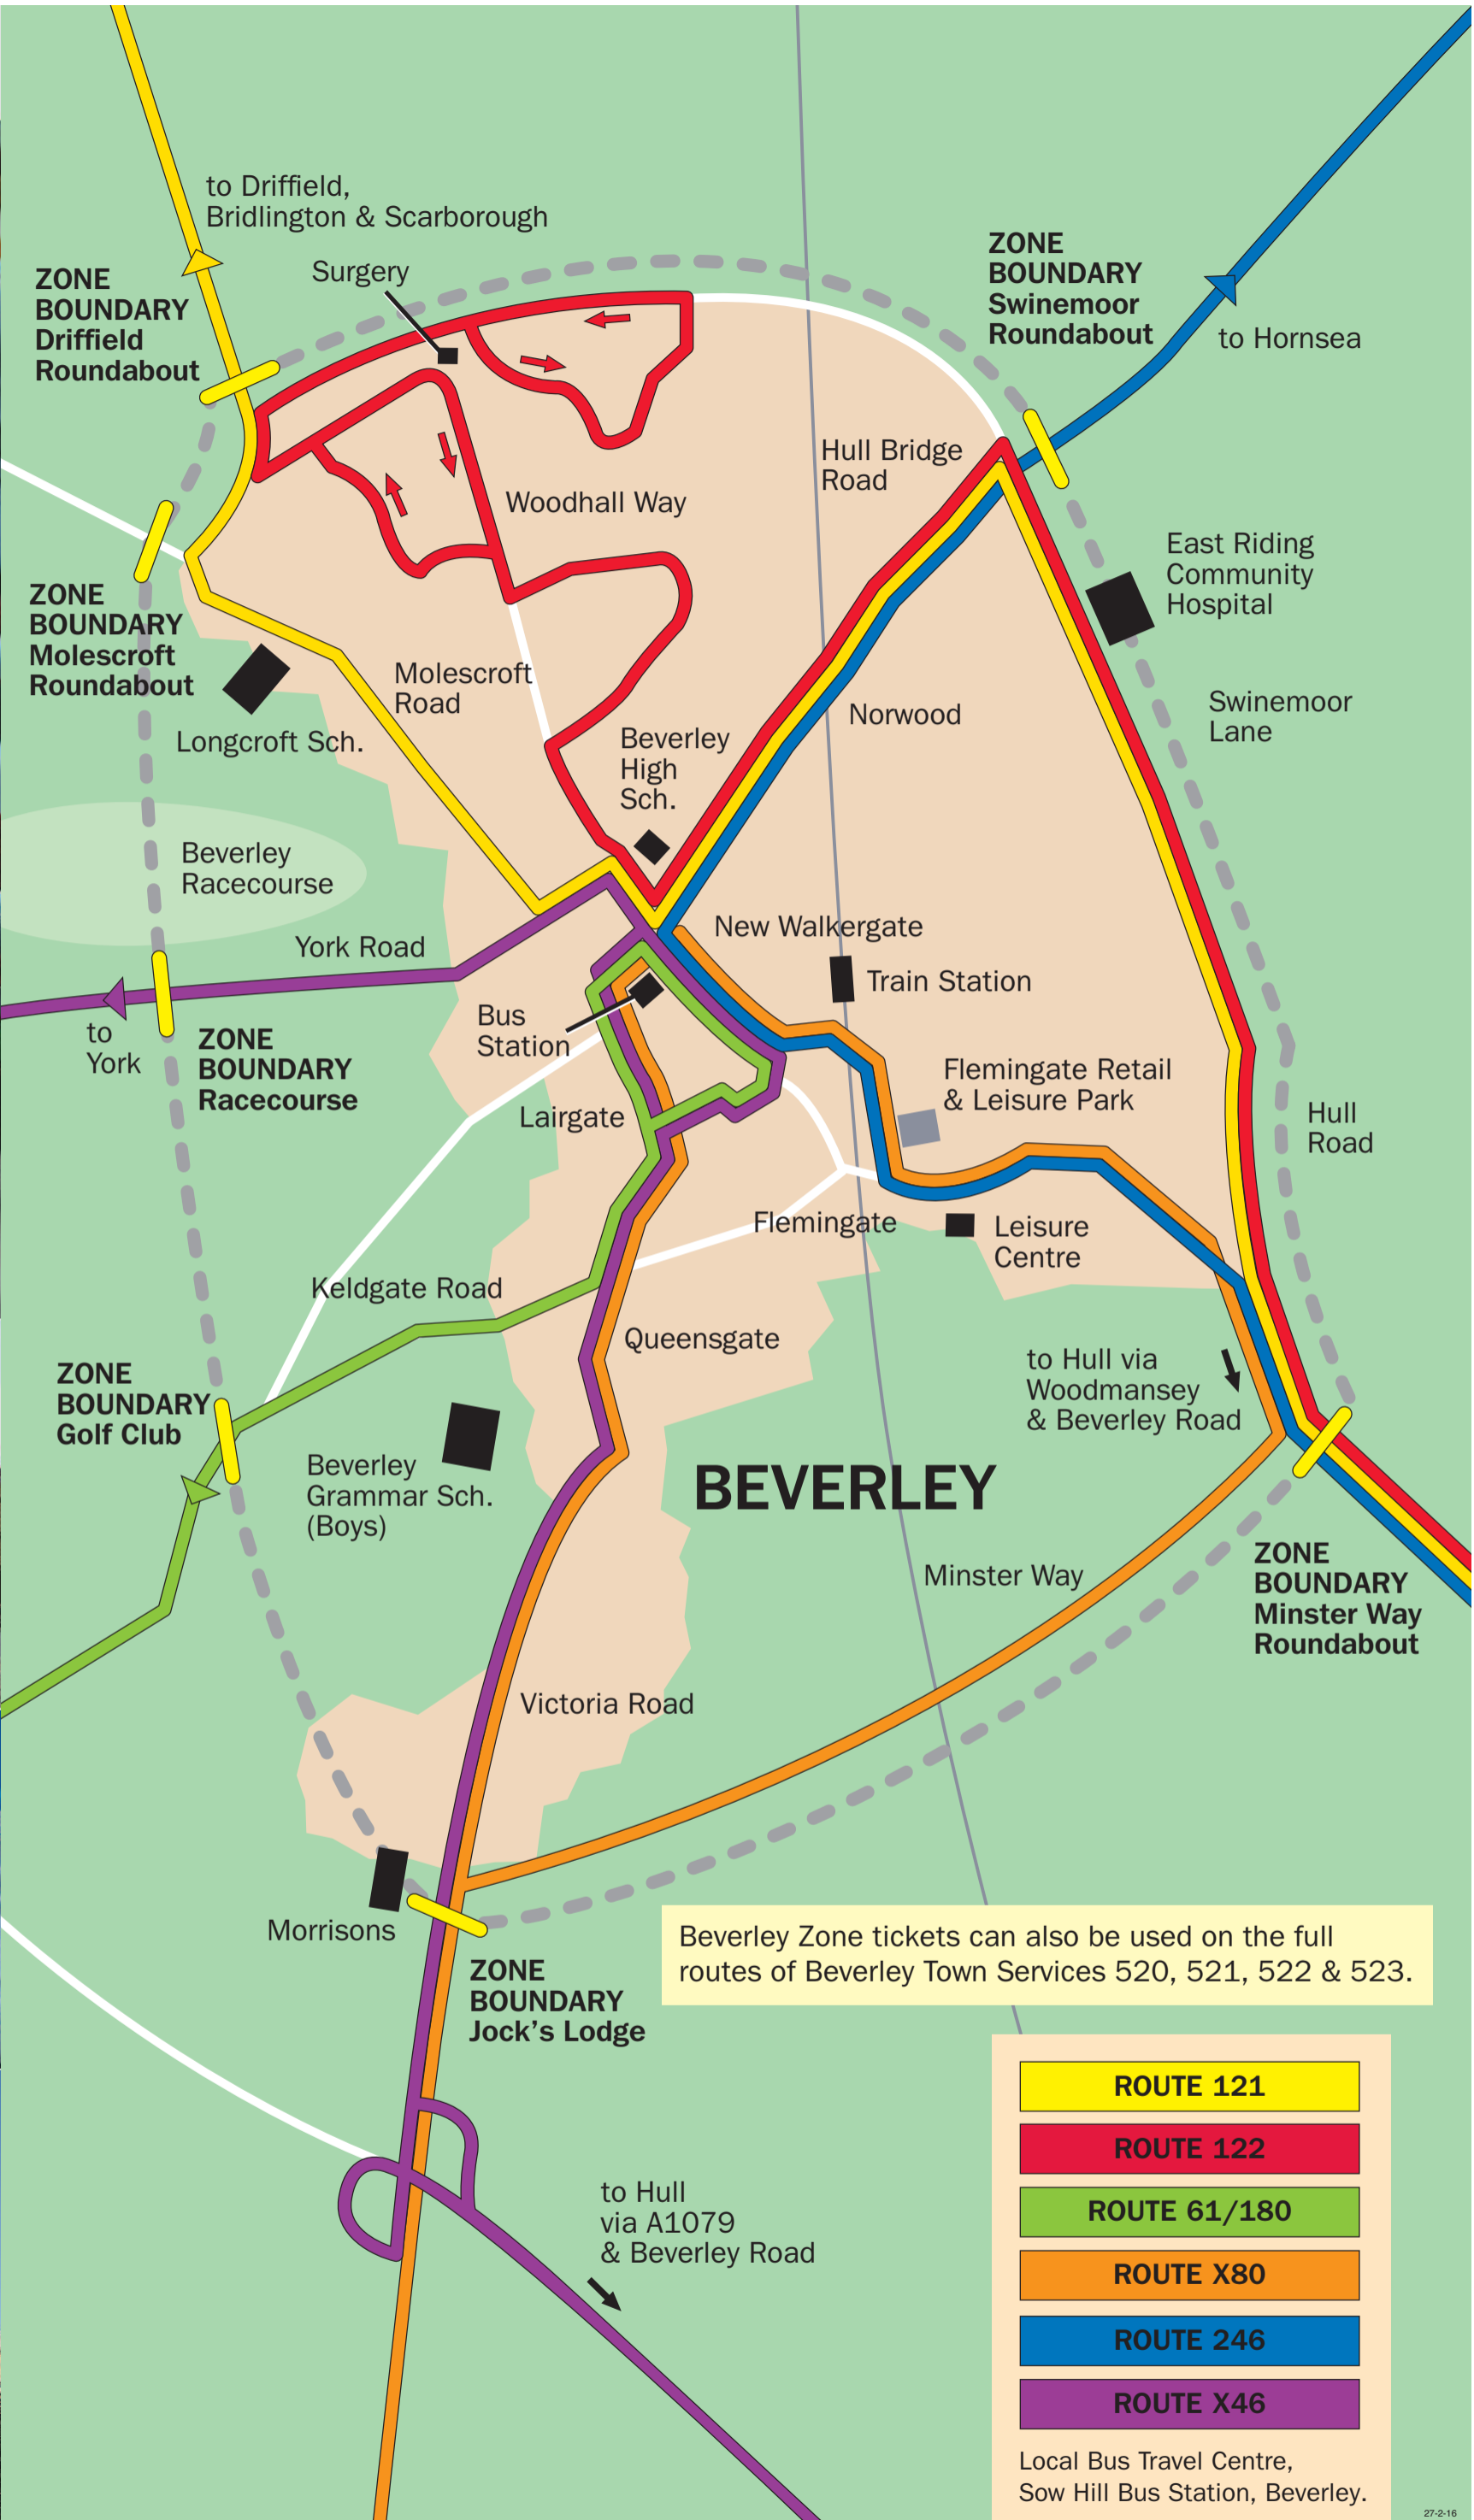 to Driffield,
Bridlington & Scarborough
ZONE
BOUNDARY
Driffield
Roundabout
Surgery
ZONE
BOUNDARY
Swinemoor
Roundabout
to Hornsea
Hull Bridge
Road
Woodhall Way
East Riding
Community
Hospital
ZONE
BOUNDARY
Molescroft
Roundabout
Molescroft
Road
Longcroft Sch.
Swinemoor
Lane
Norwood
Beverley
High
Sch.
Beverley
Racecourse
York Road
New Walkergate
Train Station
Bus
Station
to
York
ZONE
BOUNDARY
Racecourse
Lairgate
Flemingate Retail
& Leisure Park
Hull
Road
Flemingate
Leisure
Centre
Keldgate Road
Queensgate
ZONE
BOUNDARY
Golf Club
to Hull via
Woodmansey
& Beverley Road
Beverley
Grammar Sch.
(Boys)
BEVERLEY
Minster Way
ZONE
BOUNDARY
Minster Way
Roundabout
Victoria Road
Morrisons
Beverley Zone tickets can also be used on the full
routes of Beverley Town Services 520, 521, 522 & 523.
ZONE
BOUNDARY
Jock’s Lodge
to Hull
via A1079
& Beverley Road
ROUTE 121
ROUTE 122
ROUTE 61/180
ROUTE X80
ROUTE 246
ROUTE X46
Local Bus Travel Centre,
Sow Hill Bus Station, Beverley.
27-2-16